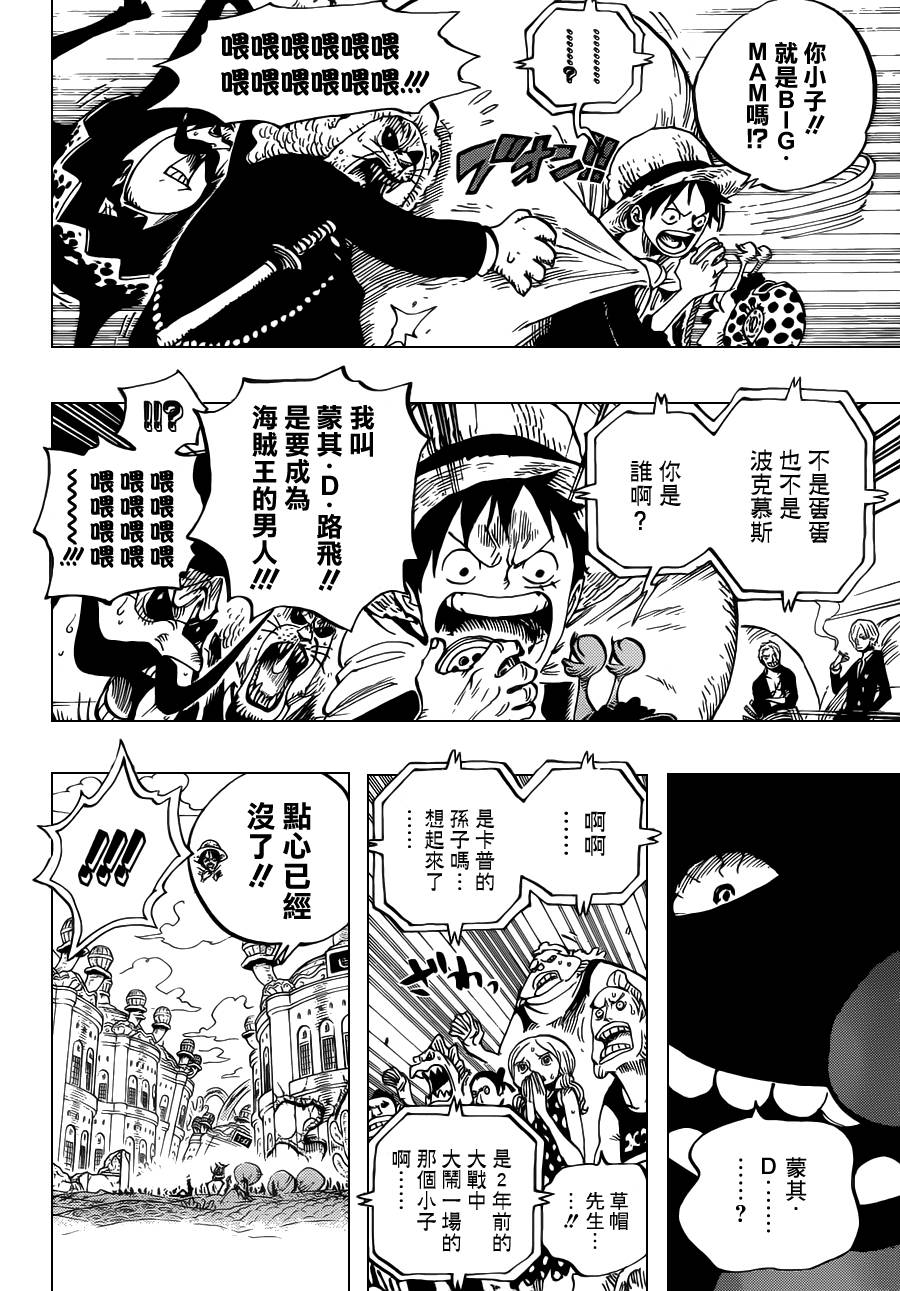 你小子!!
就是BIG·
MAM嗎!?
………
………?
ブオン!!
喂喂喂喂喂喂
喂喂喂喂喂喂!!!
不是蛋蛋
也不是
波克慕斯
你是
誰啊?
我叫
蒙其·D·路飛!!
是要成為
海賊王的男人!!!
!!?
喂喂喂喂
喂喂喂喂
喂喂喂喂
~~~!!!
蒙其·
D………
……?
啊啊
……
是卡普的
孫子嗎…
想起來了
……
ざわっ
草帽
先生…
!!
是2年前的
大戰中
大鬧一場的
那個小子
啊……
點心已經
沒了!!
!!!!